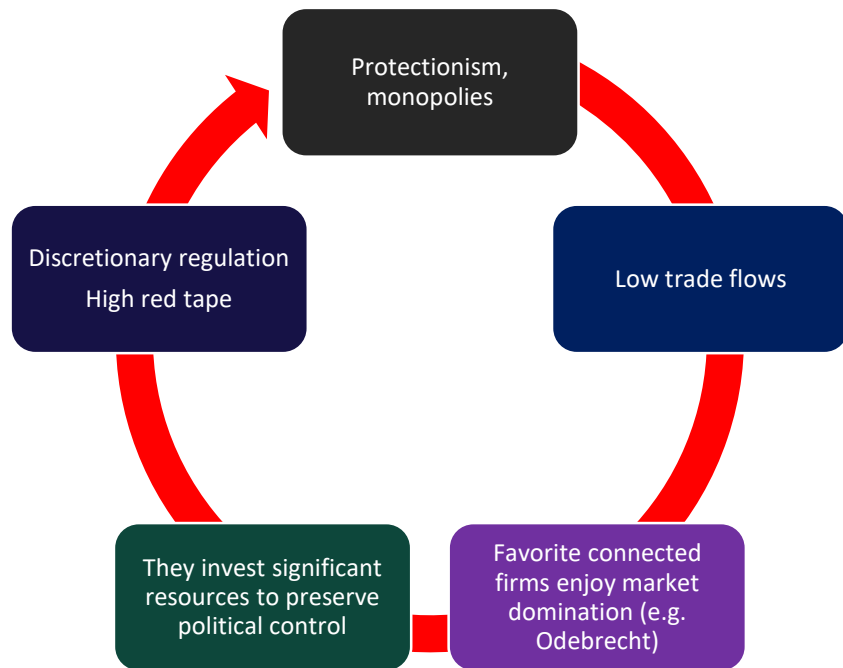 Protectionism,
monopolies
Low trade flows
Favorite connected
firms enjoy market
domination (e.g.
Odebrecht)
They invest significant
resources to preserve
political control
Discretionary regulation
High red tape